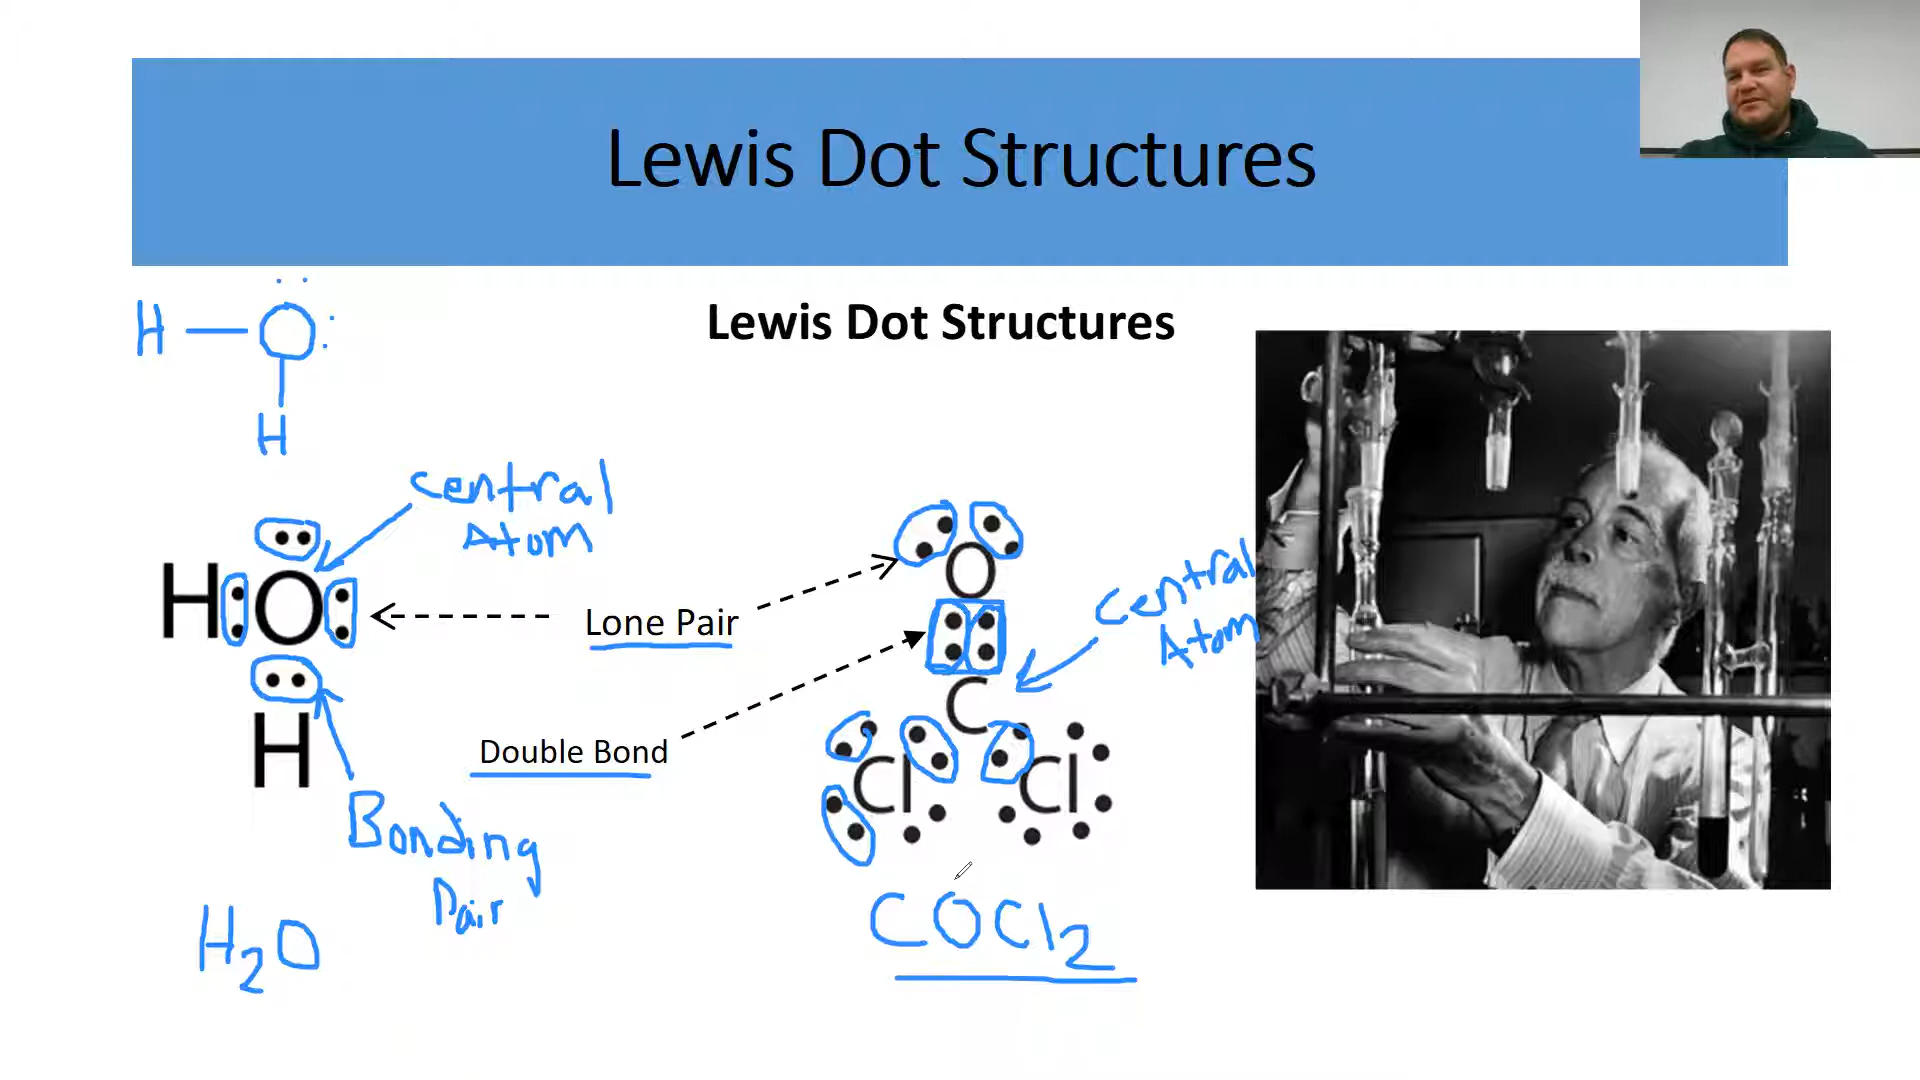 Lewis Dot Structures
Lewis Dot Structures
H — O
H
central
Atom
H O
H
Lone Pair
Double Bond
Bonding
Pair
H2O
O
C
Cl Cl
central
Atom
COCl2